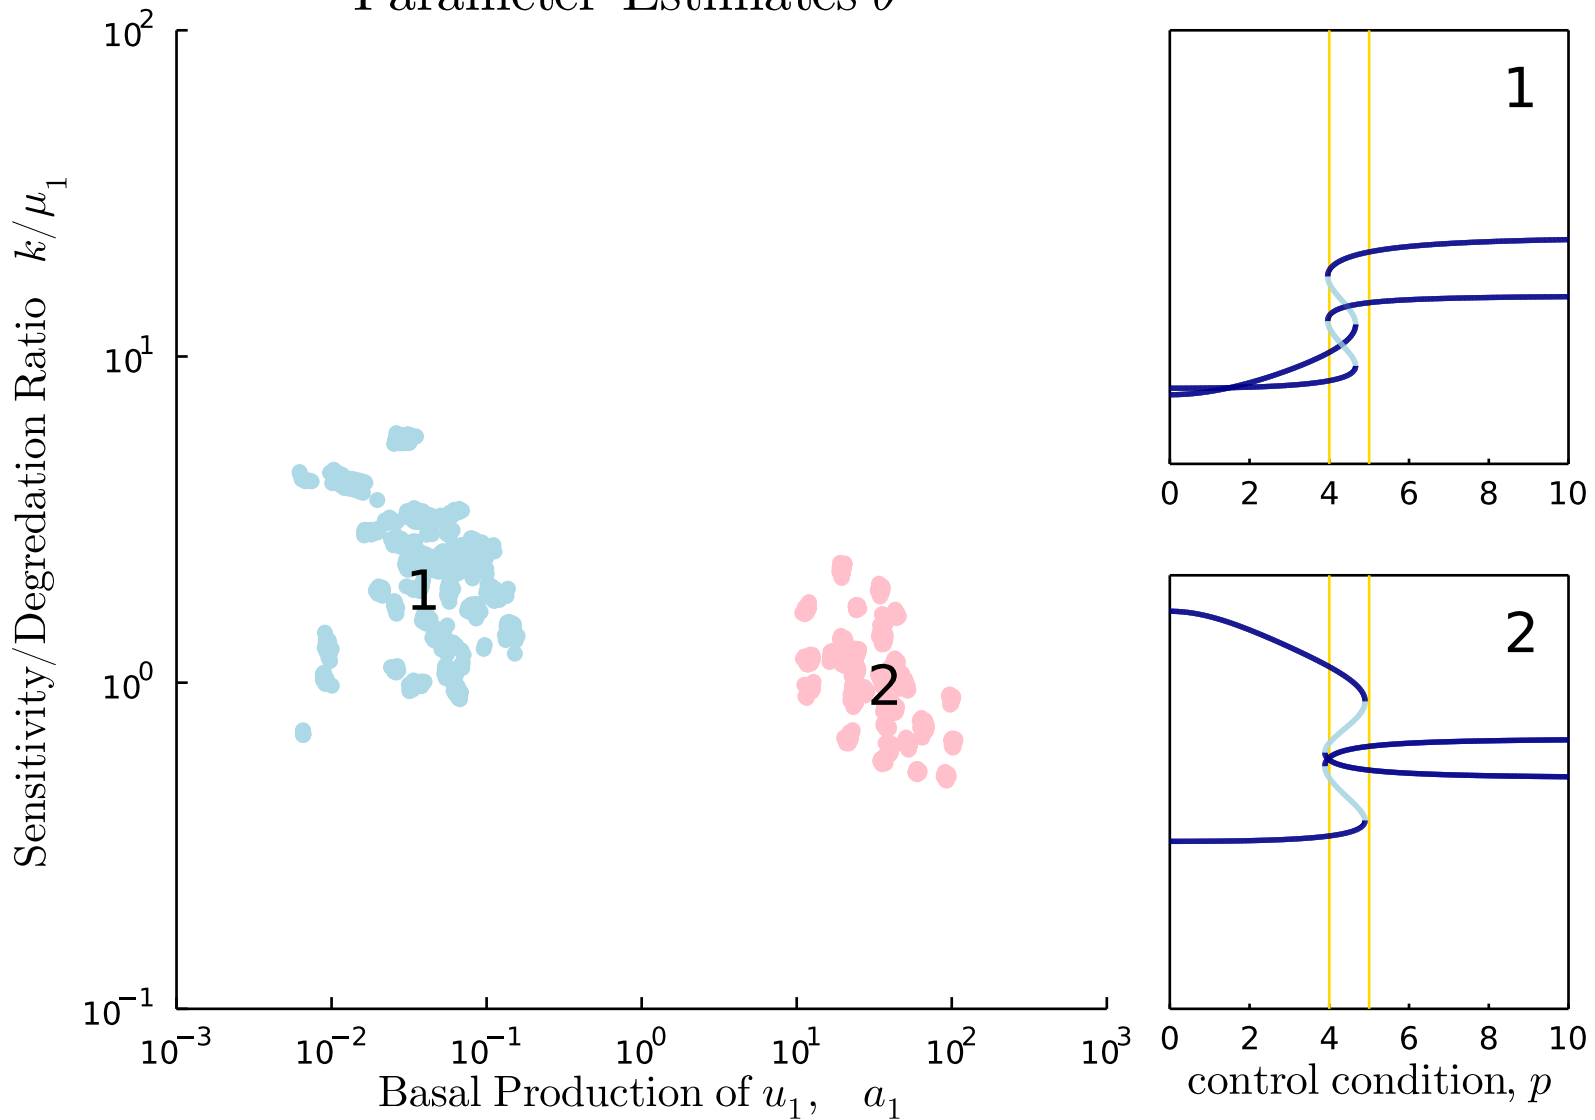 Parameter Estimates θ
10²
10¹
10⁰
10⁻¹
Sensitivity/Degredation Ratio k/μ₁
1
2
10⁻³ 10⁻² 10⁻¹ 10⁰ 10¹ 10² 10³
Basal Production of u₁, a₁
1
0 2 4 6 8 10
2
0 2 4 6 8 10
control condition, p